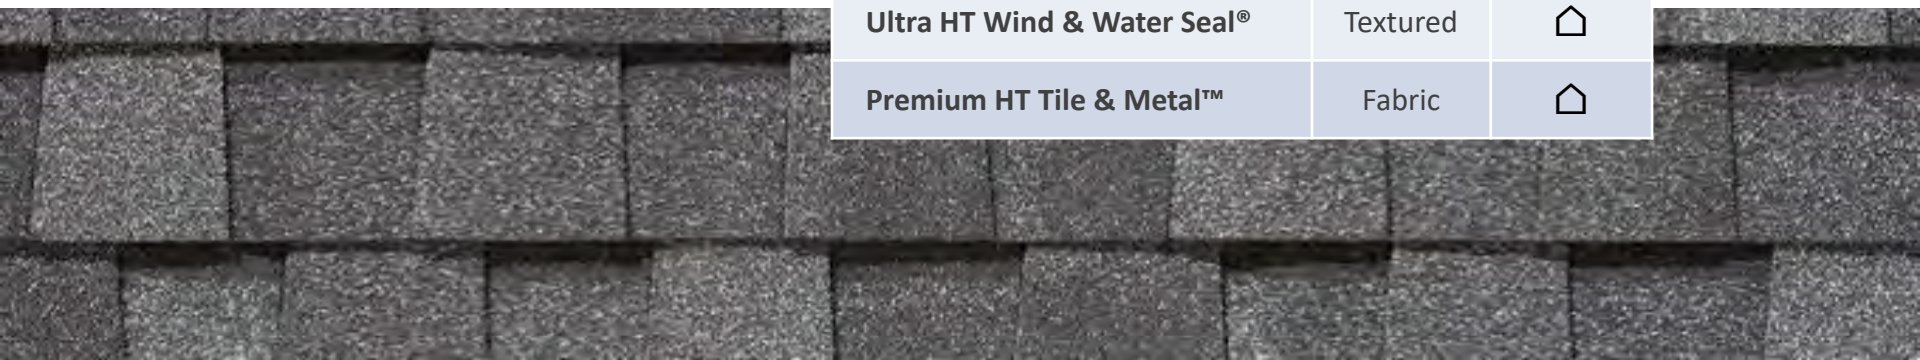 Ultra HT Wind & Water Seal® Textured
Premium HT Tile & Metal™ Fabric